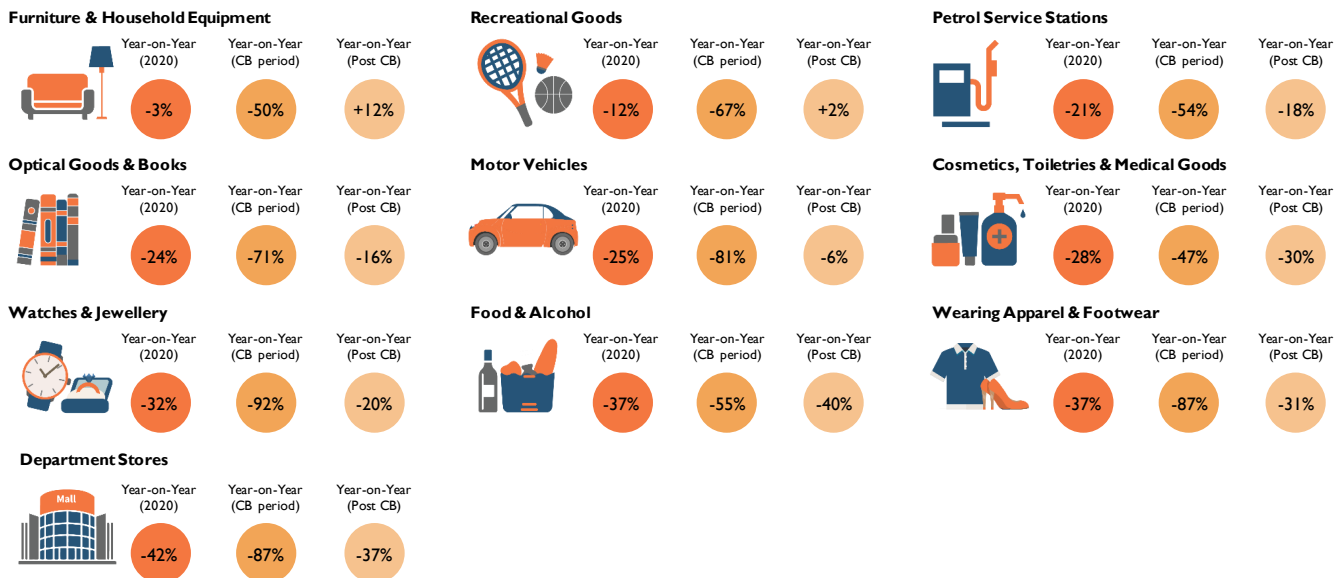 Furniture & Household Equipment
Year-on-Year (2020)
Year-on-Year (CB period)
Year-on-Year (Post CB)
-3%
-50%
+12%
Recreational Goods
Year-on-Year (2020)
Year-on-Year (CB period)
Year-on-Year (Post CB)
-12%
-67%
+2%
Petrol Service Stations
Year-on-Year (2020)
Year-on-Year (CB period)
Year-on-Year (Post CB)
-21%
-54%
-18%
Optical Goods & Books
Year-on-Year (2020)
Year-on-Year (CB period)
Year-on-Year (Post CB)
-24%
-71%
-16%
Motor Vehicles
Year-on-Year (2020)
Year-on-Year (CB period)
Year-on-Year (Post CB)
-25%
-81%
-6%
Cosmetics, Toiletries & Medical Goods
Year-on-Year (2020)
Year-on-Year (CB period)
Year-on-Year (Post CB)
-28%
-47%
-30%
Watches & Jewellery
Year-on-Year (2020)
Year-on-Year (CB period)
Year-on-Year (Post CB)
-32%
-92%
-20%
Food & Alcohol
Year-on-Year (2020)
Year-on-Year (CB period)
Year-on-Year (Post CB)
-37%
-55%
-40%
Wearing Apparel & Footwear
Year-on-Year (2020)
Year-on-Year (CB period)
Year-on-Year (Post CB)
-37%
-87%
-31%
Department Stores
Mall
Year-on-Year (2020)
Year-on-Year (CB period)
Year-on-Year (Post CB)
-42%
-87%
-37%